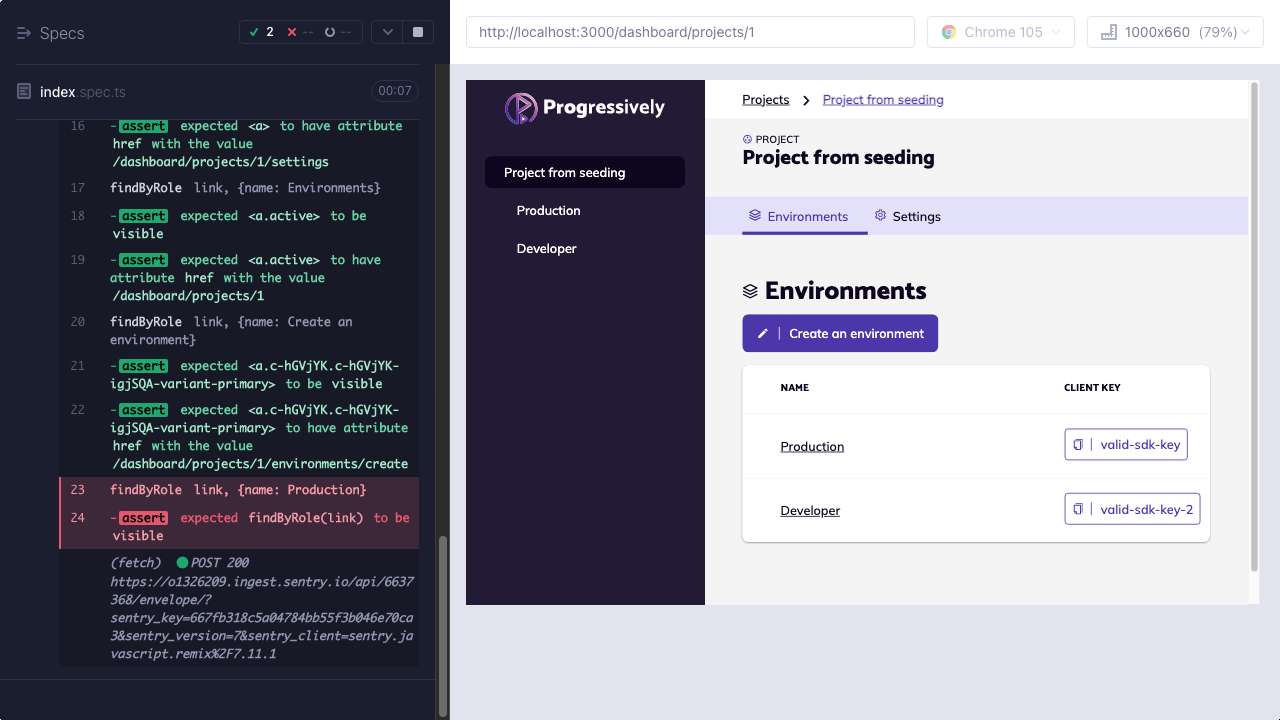 Specs
2
--
--
index.spec.ts
00:07
16 -assert expected <a> to have attribute
href with the value
/dashboard/projects/1/settings
17 findByRole link, {name: Environments}
18 -assert expected <a.active> to be
visible
19 -assert expected <a.active> to have
attribute href with the value
/dashboard/projects/1
20 findByRole link, {name: Create an
environment}
21 -assert expected <a.c-hGVjYK.c-hGVjYK-
igjSQA-variant-primary> to be visible
22 -assert expected <a.c-hGVjYK.c-hGVjYK-
igjSQA-variant-primary> to have attribute
href with the value
/dashboard/projects/1/environments/create
23 findByRole link, {name: Production}
24 -assert expected findByRole(link) to be
visible
(fetch) POST 200
https://o1326209.ingest.sentry.io/api/6637
368/envelope/?
sentry_key=667fb318c5a04784bb55f3b046e70ca
3&sentry_version=7&sentry_client=sentry.ja
vascript.remix%2F7.11.1
http://localhost:3000/dashboard/projects/1
Chrome 105
1000x660 (79%)
Progressively
Project from seeding
Production
Developer
Projects
Project from seeding
PROJECT
Project from seeding
Environments
Settings
Environments
Create an environment
NAME
CLIENT KEY
Production
valid-sdk-key
Developer
valid-sdk-key-2